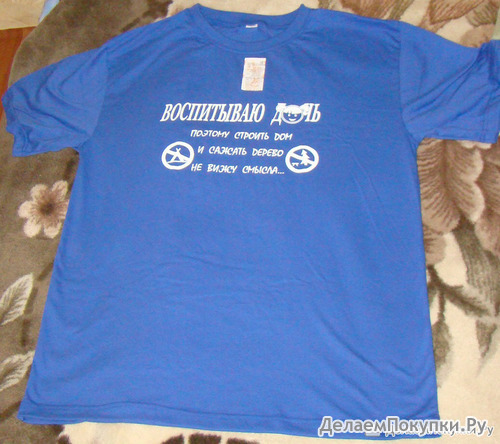 ВОСПИТЫВАЮ ДОЧЬ
ПОЭТОМУ СТРОИТЬ ДОМ
И САЖАТЬ ДЕРЕВО
НЕ ВИЖУ СМЫСЛА...
ДелаемПокупки.Ру